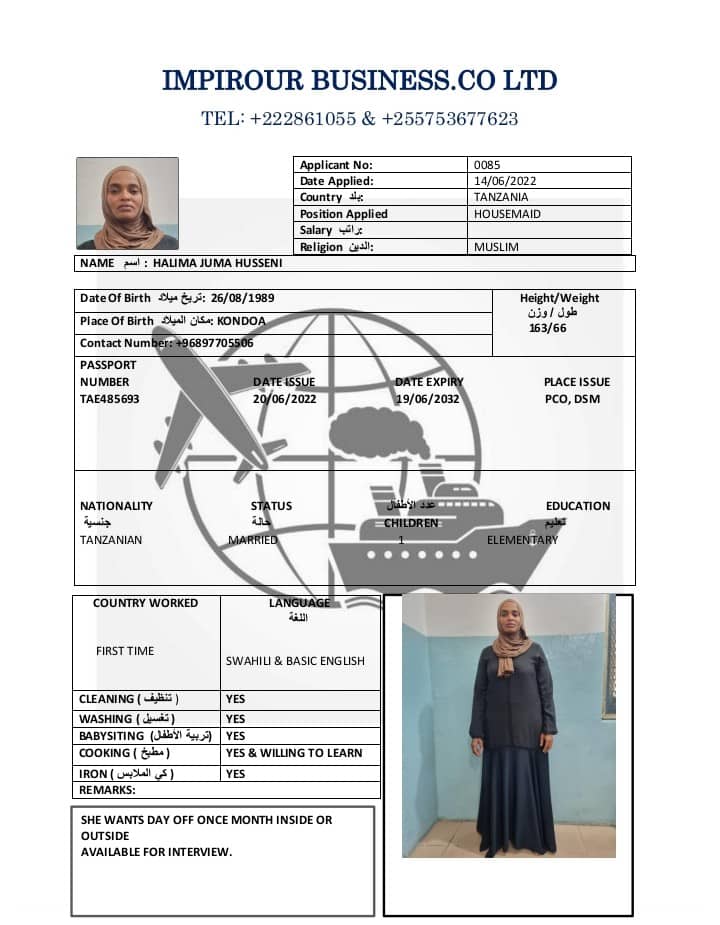 IMPIROUR BUSINESS.CO LTD
TEL: +222861055 & +255753677623
Applicant No: 0085
Date Applied: 14/06/2022
Country بلد: TANZANIA
Position Applied HOUSEMAID
Salary راتب:
Religion الدين: MUSLIM
NAME اسم : HALIMA JUMA HUSSENI
Date Of Birth تريخ ميلاد: 26/08/1989
Height/Weight
طول / وزن
163/66
Place Of Birth مكان الميلاد: KONDOA
Contact Number: +96897705506
PASSPORT
NUMBER DATE ISSUE DATE EXPIRY PLACE ISSUE
TAE485693 20/06/2022 19/06/2032 PCO, DSM
NATIONALITY STATUS عدد الأطفال EDUCATION
جنسية حالة CHILDREN تعليم
TANZANIAN MARRIED 1 ELEMENTARY
COUNTRY WORKED LANGUAGE
اللغة
FIRST TIME SWAHILI & BASIC ENGLISH
CLEANING ( تنظيف ) YES
WASHING ( تغسيل ) YES
BABYSITING (تربية الأطفال) YES
COOKING ( مطبخ ) YES & WILLING TO LEARN
IRON ( كي الملابس ) YES
REMARKS:
SHE WANTS DAY OFF ONCE MONTH INSIDE OR
OUTSIDE
AVAILABLE FOR INTERVIEW.